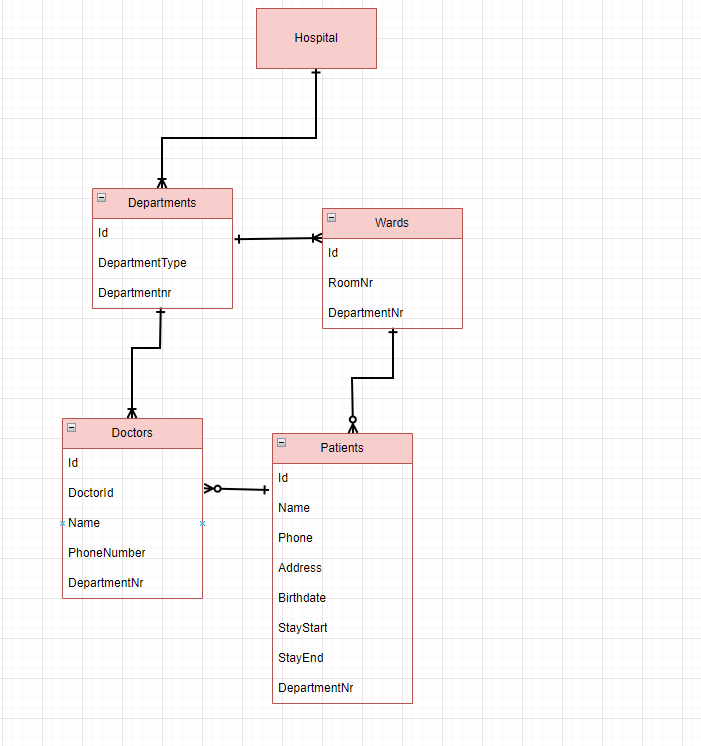 Hospital
Departments
Id
DepartmentType
Departmentnr
Wards
Id
RoomNr
DepartmentNr
Doctors
Id
DoctorId
Name
PhoneNumber
DepartmentNr
Patients
Id
Name
Phone
Address
Birthdate
StayStart
StayEnd
DepartmentNr